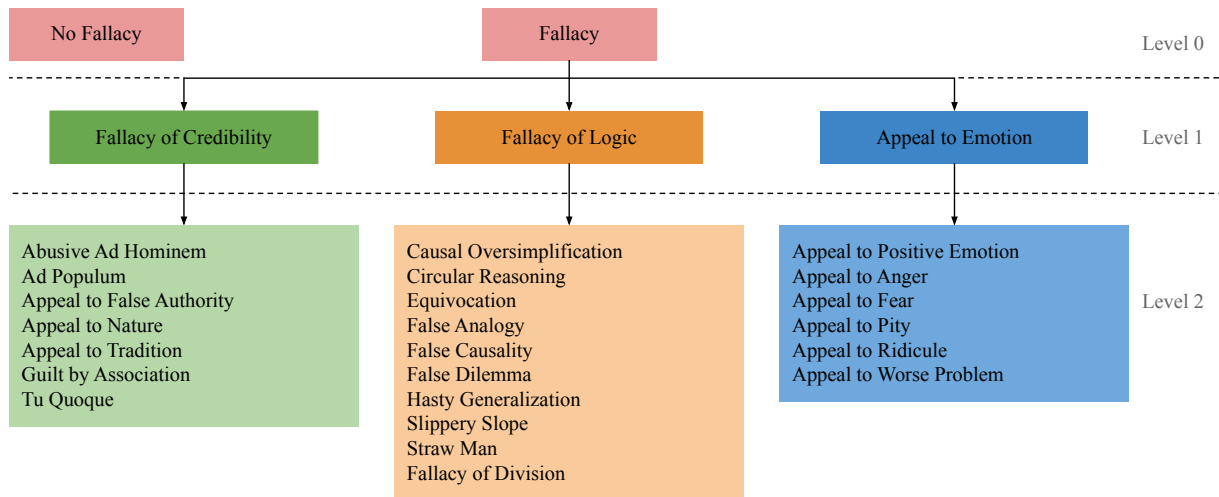 No Fallacy
Fallacy
Level 0
Fallacy of Credibility
Fallacy of Logic
Appeal to Emotion
Level 1
Abusive Ad Hominem
Ad Populum
Appeal to False Authority
Appeal to Nature
Appeal to Tradition
Guilt by Association
Tu Quoque
Causal Oversimplification
Circular Reasoning
Equivocation
False Analogy
False Causality
False Dilemma
Hasty Generalization
Slippery Slope
Straw Man
Fallacy of Division
Appeal to Positive Emotion
Appeal to Anger
Appeal to Fear
Appeal to Pity
Appeal to Ridicule
Appeal to Worse Problem
Level 2